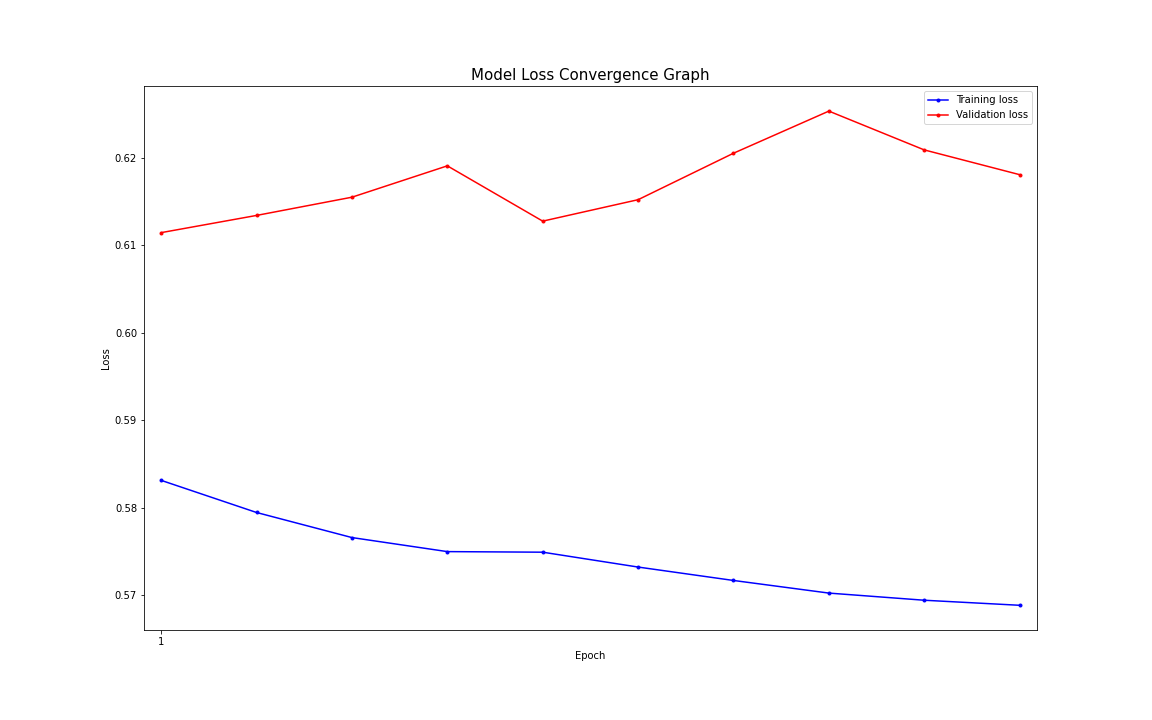 Model Loss Convergence Graph
Training loss
Validation loss
0.62
0.61
0.60
0.59
0.58
0.57
Loss
1
Epoch